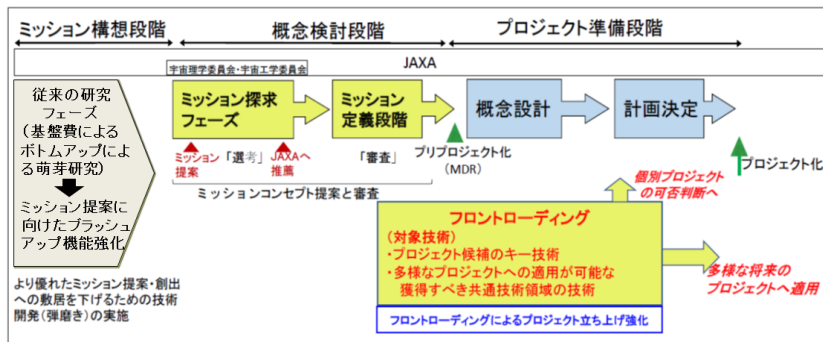 ミッション構想段階
概念検討段階
プロジェクト準備段階
JAXA
宇宙理学委員会・宇宙工学委員会
従来の研究
フェーズ
(基盤費による
ボトムアップによ
る萌芽研究)
ミッション提案に
向けたブラッシュ
アップ機能強化
ミッション探求
フェーズ
ミッション
定義段階
概念設計
計画決定
ミッション
提案
「選考」
JAXAへ
推薦
「審査」
プリプロジェクト化
(MDR)
プロジェクト化
ミッションコンセプト提案と審査
個別プロジェクト
の可否判断へ
フロントローディング
(対象技術)
・プロジェクト候補のキー技術
・多様なプロジェクトへの適用が可能な
獲得すべき共通技術領域の技術
フロントローディングによるプロジェクト立ち上げ強化
多様な将来の
プロジェクトへ適用
より優れたミッション提案・創出
への敷居を下げるための技術
開発(弾磨き)の実施